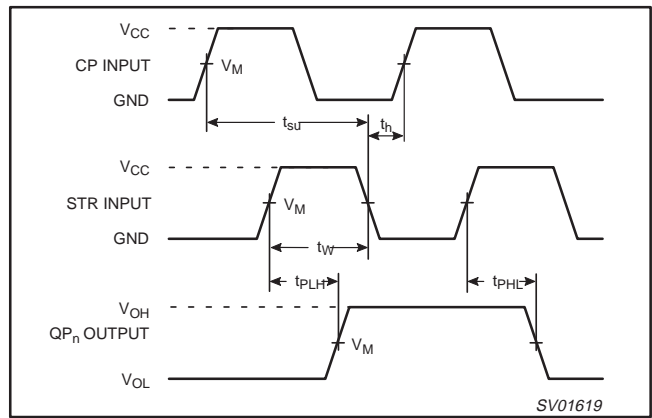 VCC
CP INPUT
VM
GND
tsu
th
VCC
STR INPUT
VM
GND
tW
tPLH
tPHL
VOH
QPn OUTPUT
VM
VOL
SV01619